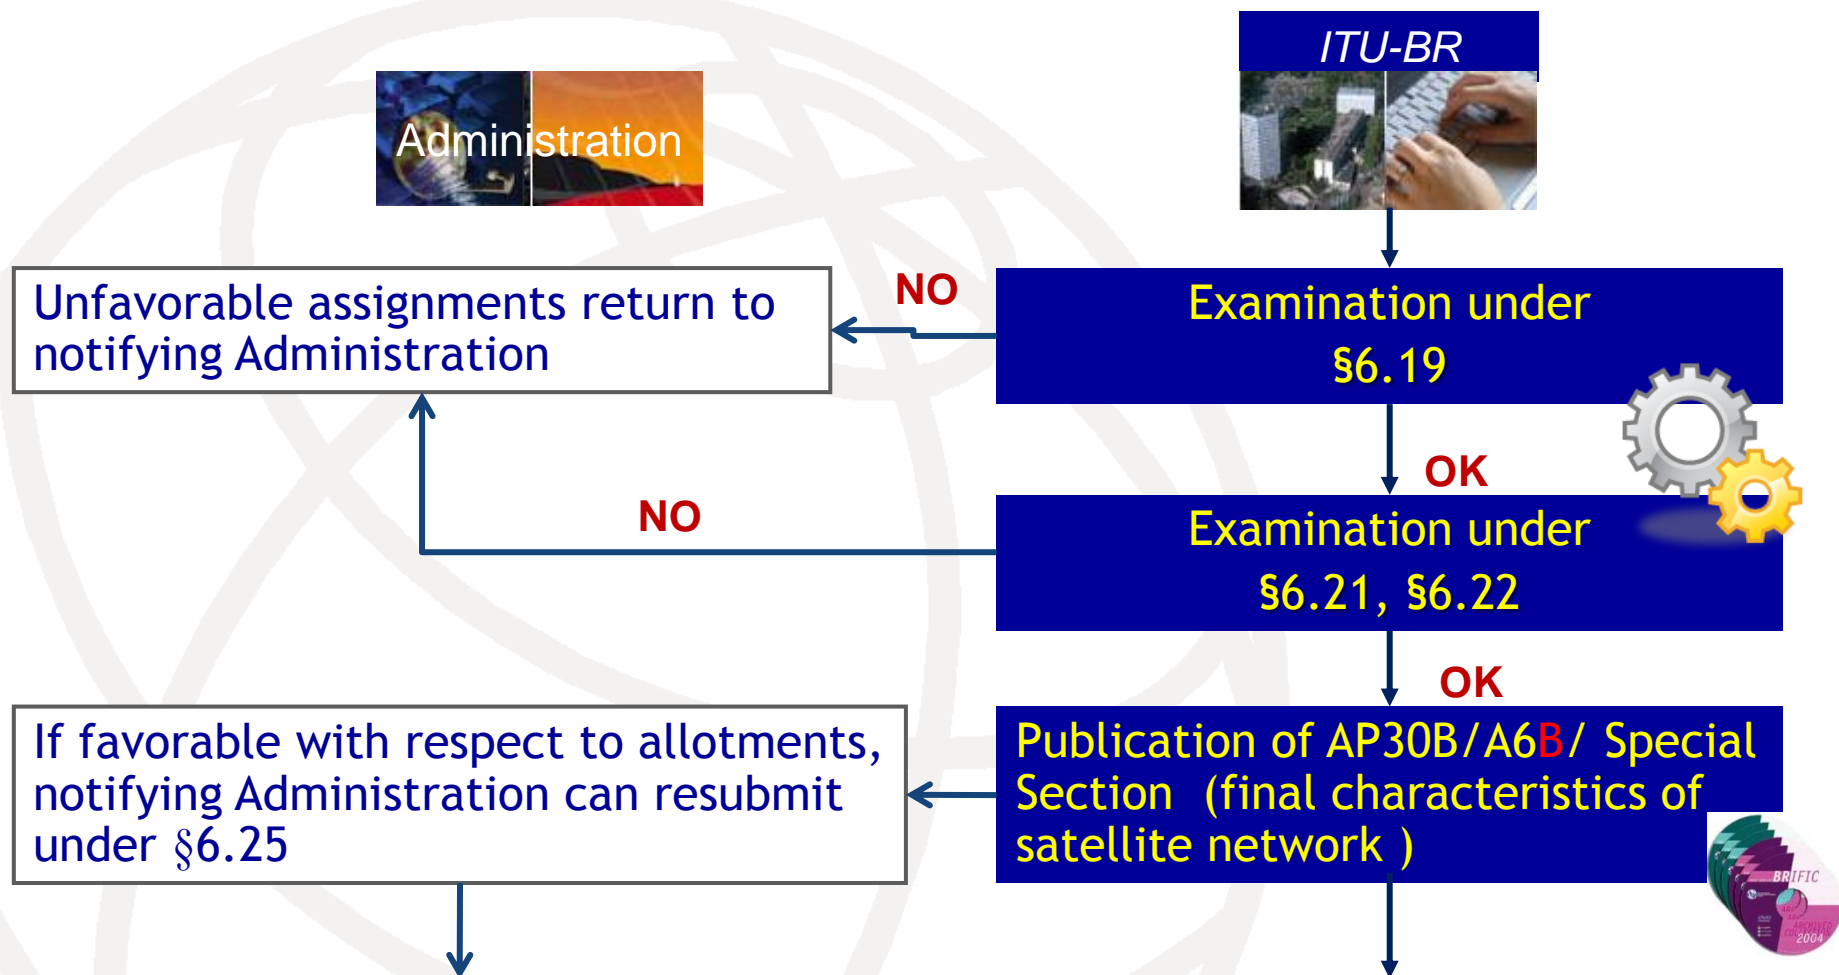 ITU-BR
Administration
Unfavorable assignments return to
notifying Administration
NO
Examination under
§6.19
OK
NO
Examination under
§6.21, §6.22
OK
If favorable with respect to allotments,
notifying Administration can resubmit
under §6.25
Publication of AP30B/A6B/ Special
Section (final characteristics of
satellite network )
BRIFIC
2004